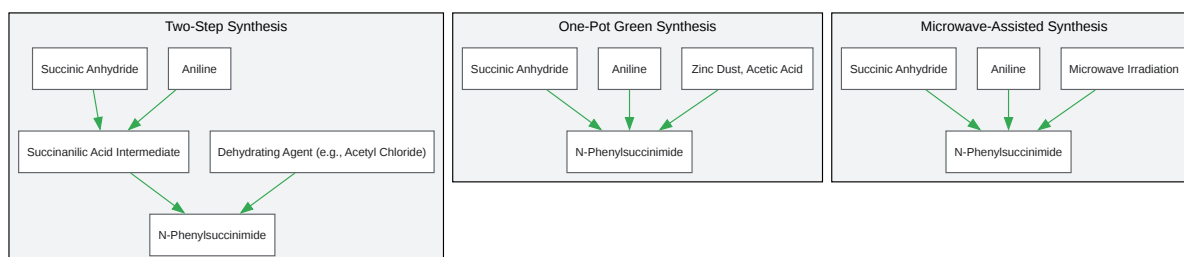 Two-Step Synthesis
Succinic Anhydride
Aniline
Succinanilic Acid Intermediate
Dehydrating Agent (e.g., Acetyl Chloride)
N-Phenylsuccinimide
One-Pot Green Synthesis
Succinic Anhydride
Aniline
Zinc Dust, Acetic Acid
N-Phenylsuccinimide
Microwave-Assisted Synthesis
Succinic Anhydride
Aniline
Microwave Irradiation
N-Phenylsuccinimide